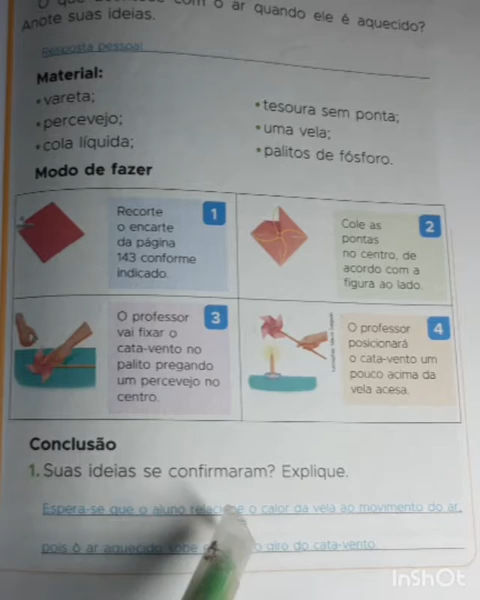 com o ar quando ele é aquecido?
Anote suas ideias.
Resposta pessoal
Material:
• vareta;
• percevejo;
• cola líquida;
• tesoura sem ponta;
• uma vela;
• palitos de fósforo.
Modo de fazer
Recorte
o encarte
da página
143 conforme
indicado.
1
Cole as
pontas
no centro, de
acordo com a
figura ao lado.
2
O professor
vai fixar o
cata-vento no
palito pregando
um percevejo no
centro.
3
O professor
posicionará
o cata-vento um
pouco acima da
vela acesa.
4
Conclusão
1. Suas ideias se confirmaram? Explique.
Espera-se que o aluno relacione o calor da vela ao movimento do ar,
pois o ar aquecido sobe o giro do cata-vento.
InShOt